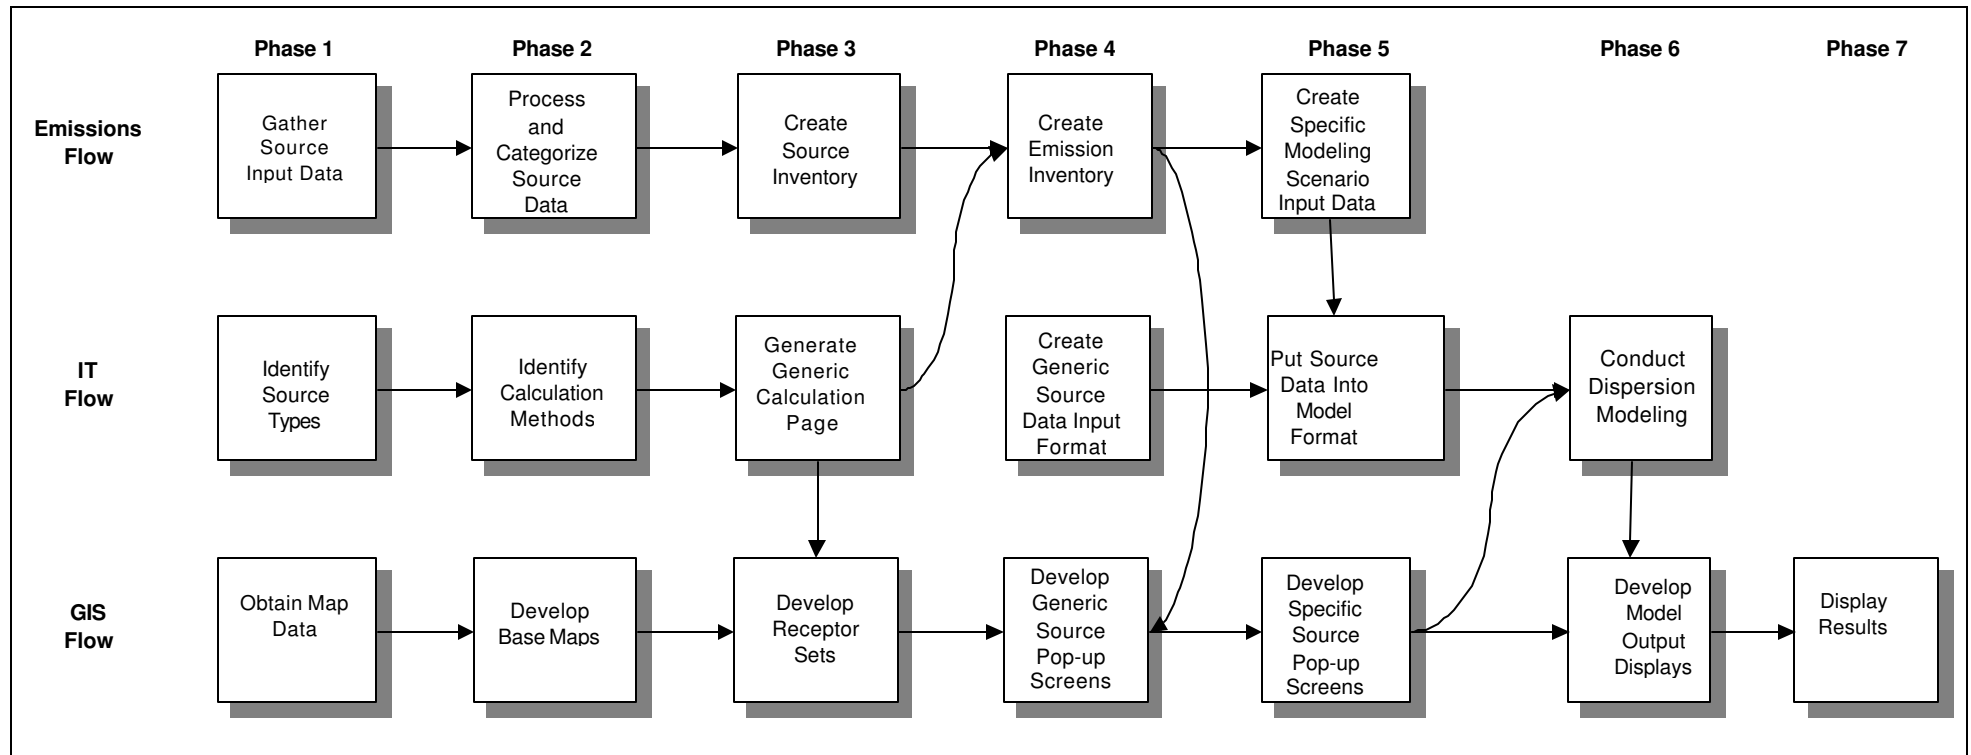 Phase 1
Phase 2
Phase 3
Phase 4
Phase 5
Phase 6
Phase 7
Emissions
Flow
Gather
Source
Input Data
Process
and
Categorize
Source
Data
Create
Source
Inventory
Create
Emission
Inventory
Create
Specific
Modeling
Scenario
Input Data
IT
Flow
Identify
Source
Types
Identify
Calculation
Methods
Generate
Generic
Calculation
Page
Create
Generic
Source
Data Input
Format
Put Source
Data Into
Model
Format
Conduct
Dispersion
Modeling
GIS
Flow
Obtain Map
Data
Develop
Base Maps
Develop
Receptor
Sets
Develop
Generic
Source
Pop-up
Screens
Develop
Specific
Source
Pop-up
Screens
Develop
Model
Output
Displays
Display
Results